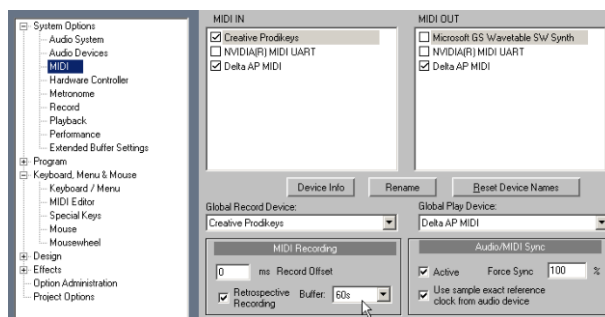 System Options
Audio System
Audio Devices
MIDI
Hardware Controller
Metronome
Record
Playback
Performance
Extended Buffer Settings
Program
Keyboard, Menu & Mouse
Keyboard / Menu
MIDI Editor
Special Keys
Mouse
Mousewheel
Design
Effects
Option Administration
Project Options
MIDI IN
Creative Prodikeys
NVIDIA(R) MIDI UART
Delta AP MIDI
MIDI OUT
Microsoft GS Wavetable SW Synth
NVIDIA(R) MIDI UART
Delta AP MIDI
Device Info
Rename
Reset Device Names
Global Record Device:
Creative Prodikeys
Global Play Device:
Delta AP MIDI
MIDI Recording
0 ms Record Offset
Retrospective Buffer: 60s
Recording
Audio/MIDI Sync
Active Force Sync 100 %
Use sample exact reference
clock from audio device